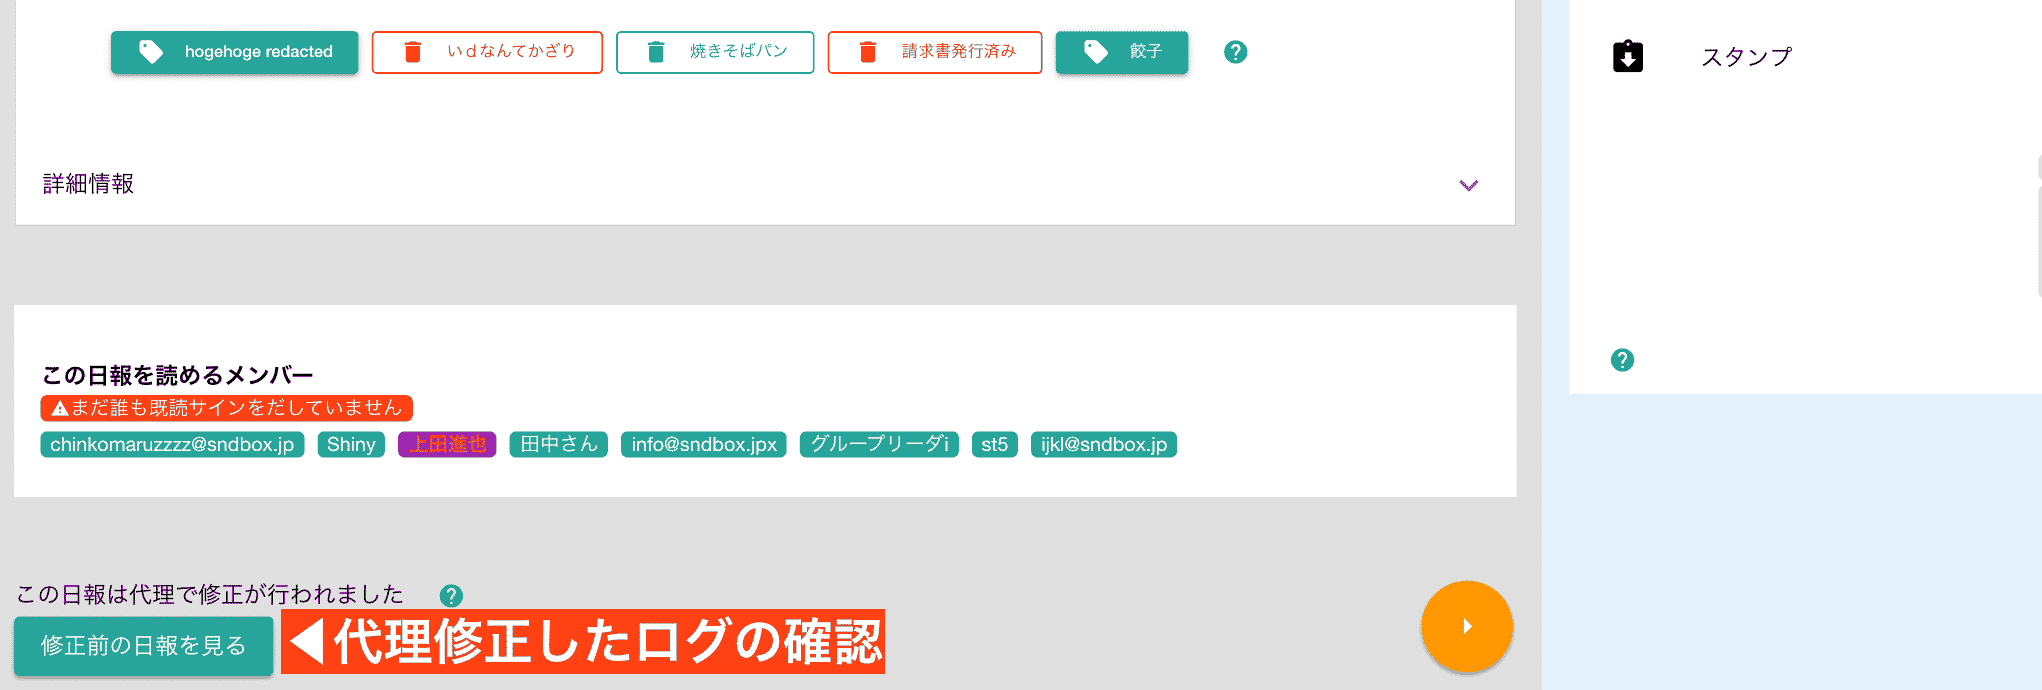 hogehoge redacted いｄなんてかざり 焼きそばパン 請求書発行済み 餃子
スタンプ
詳細情報
この日報を読めるメンバー
まだ誰も既読サインをだしていません
chinkomaruzzzz@sndbox.jp Shiny 上田進也 田中さん info@sndbox.jpx グループリーダi st5 ijkl@sndbox.jp
この日報は代理で修正が行われました
修正前の日報を見る
◀代理修正したログの確認